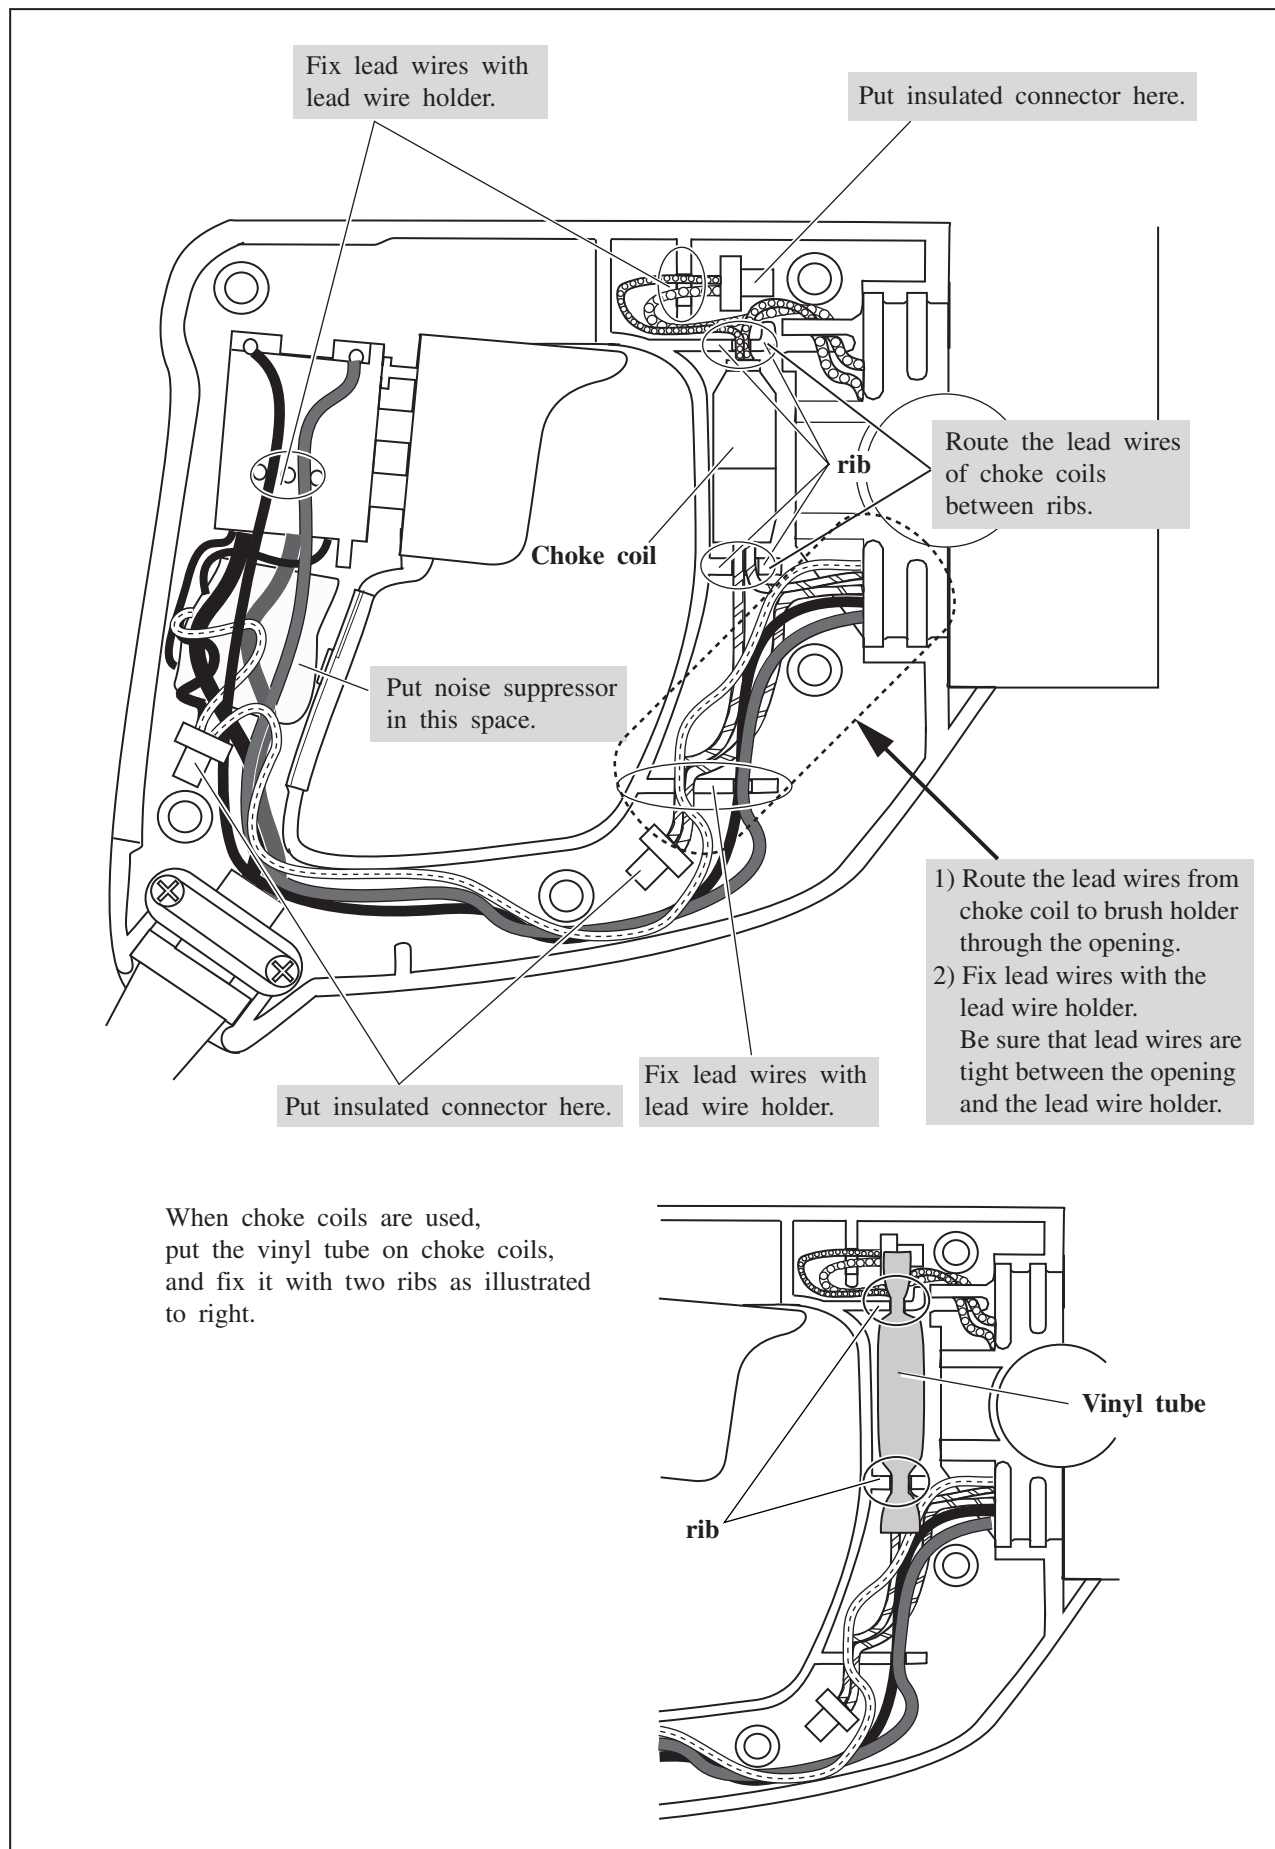 Fix lead wires with
lead wire holder.
Put insulated connector here.
Route the lead wires
of choke coils
between ribs.
rib
Choke coil
Put noise suppressor
in this space.
1) Route the lead wires from
choke coil to brush holder
through the opening.
2) Fix lead wires with the
lead wire holder.
Be sure that lead wires are
tight between the opening
and the lead wire holder.
Fix lead wires with
lead wire holder.
Put insulated connector here.
When choke coils are used,
put the vinyl tube on choke coils,
and fix it with two ribs as illustrated
to right.
Vinyl tube
rib